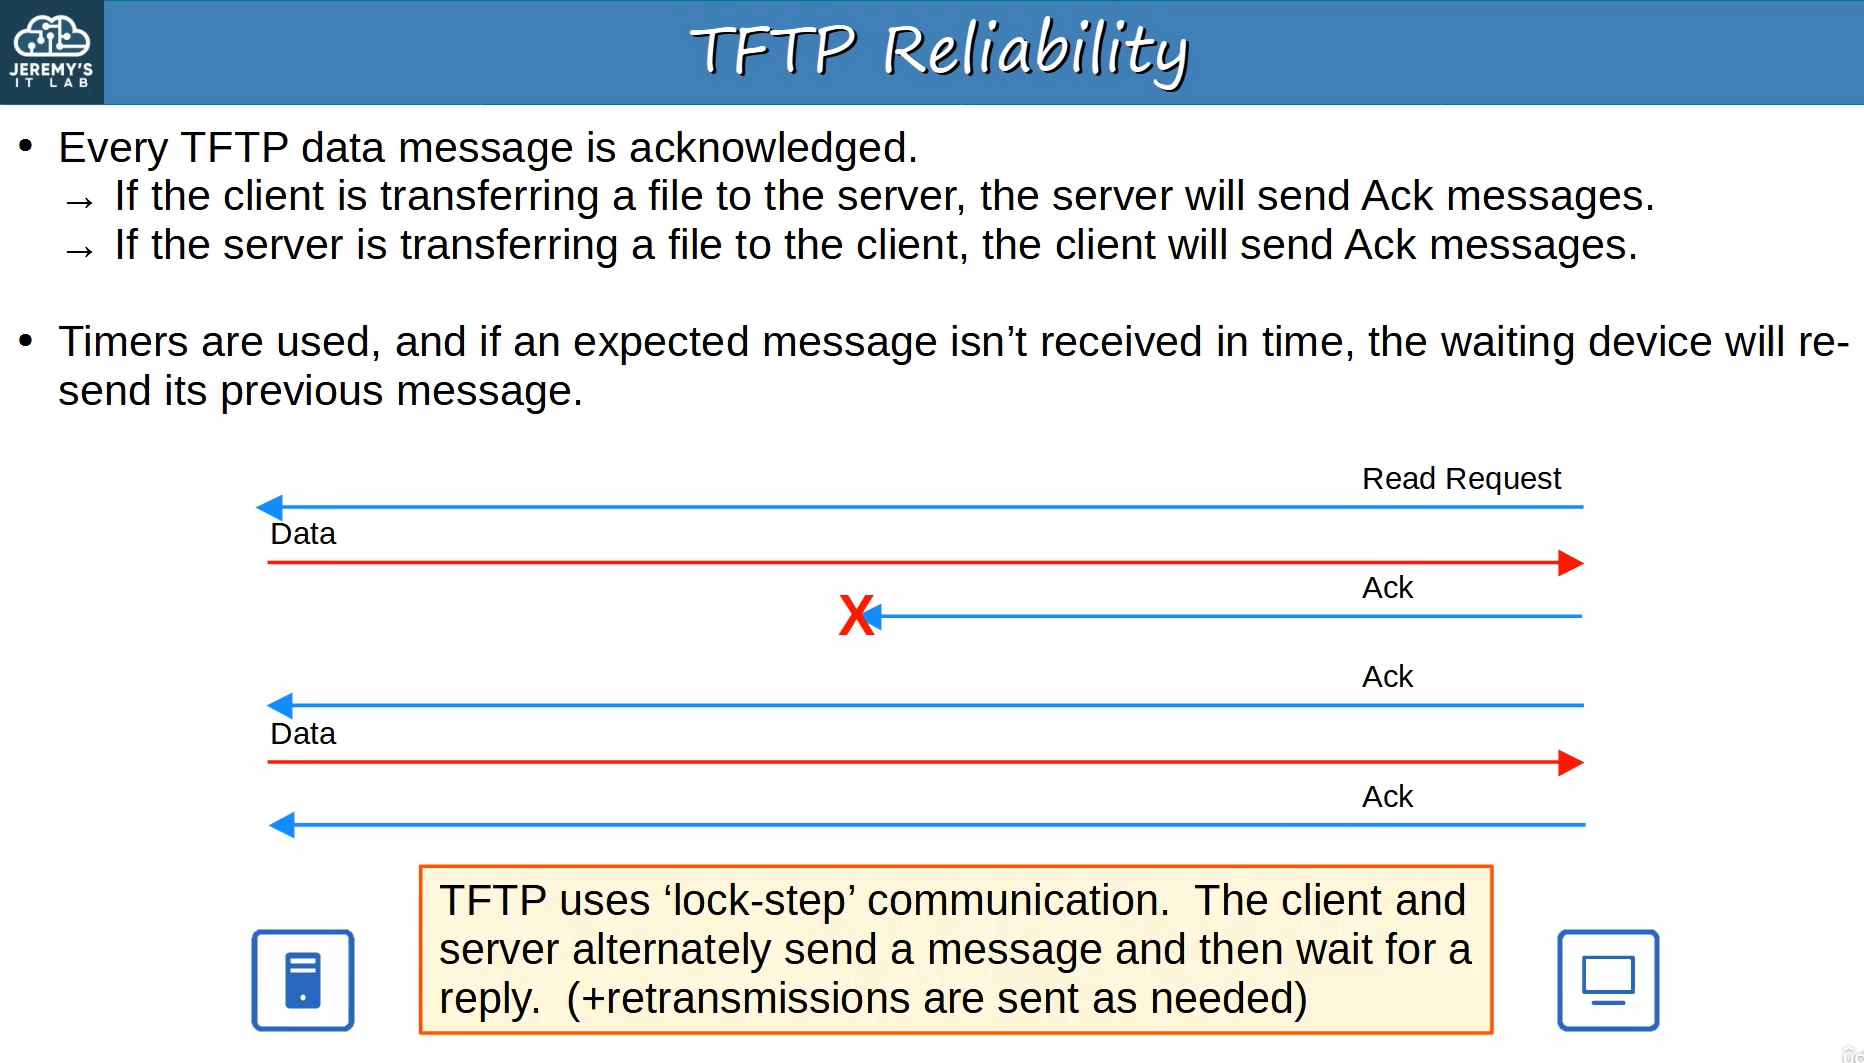 JEREMY'S
IT LAB
TFTP Reliability
• Every TFTP data message is acknowledged.
→ If the client is transferring a file to the server, the server will send Ack messages.
→ If the server is transferring a file to the client, the client will send Ack messages.
• Timers are used, and if an expected message isn’t received in time, the waiting device will re-
send its previous message.
Read Request
Data
Ack
X
Ack
Data
Ack
TFTP uses ‘lock-step’ communication.  The client and
server alternately send a message and then wait for a
reply.  (+retransmissions are sent as needed)